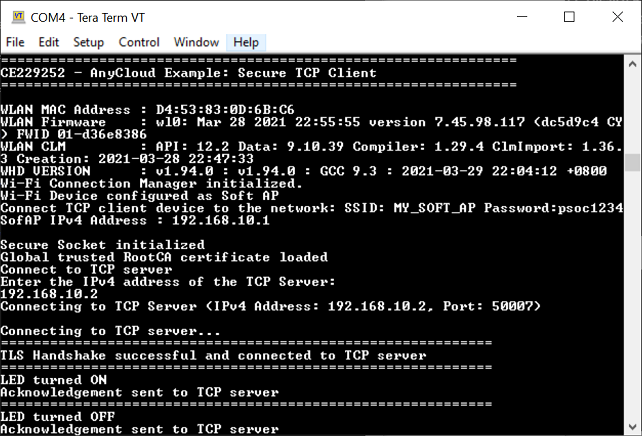 COM4 - Tera Term VT
File Edit Setup Control Window Help
===============================================================
CE229252 - AnyCloud Example: Secure TCP Client
===============================================================
WLAN MAC Address : D4:53:83:0D:6B:C6
WLAN Firmware : wl0: Mar 28 2021 22:55:55 version 7.45.98.117 (dc5d9c4 CY
) FWID 01-d36e8386
WLAN CLM : API: 12.2 Data: 9.10.39 Compiler: 1.29.4 ClmImport: 1.36.
3 Creation: 2021-03-28 22:47:33
WHD VERSION : v1.94.0 : v1.94.0 : GCC 9.3 : 2021-03-29 22:04:12 +0800
Wi-Fi Connection Manager initialized.
Wi-Fi Device configured as Soft AP
Connect TCP client device to the network: SSID: MY_SOFT_AP Password:psoc1234
SofAP IPv4 Address : 192.168.10.1
Secure Socket initialized
Global trusted RootCA certificate loaded
Connect to TCP server
Enter the IPv4 address of the TCP Server:
192.168.10.2
Connecting to TCP Server (IPv4 Address: 192.168.10.2, Port: 50007)
Connecting to TCP server...
============================================================
TLS Handshake successful and connected to TCP server
============================================================
LED turned ON
Acknowledgement sent to TCP server
============================================================
LED turned OFF
Acknowledgement sent to TCP server